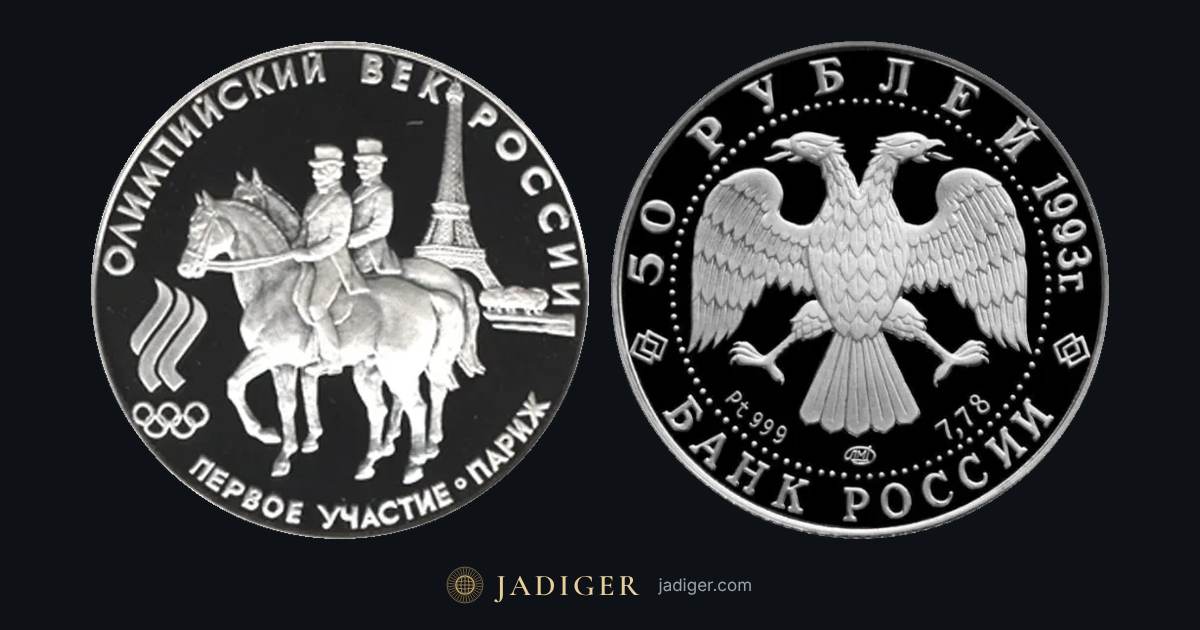 ОЛИМПИЙСКИЙ ВЕК РОССИИ
ПЕРВОЕ УЧАСТИЕ • ПАРИЖ
50 РУБЛЕЙ 1993г.
Pt 999
ЛМД
7,78
БАНК РОССИИ
JADIGER
jadiger.com